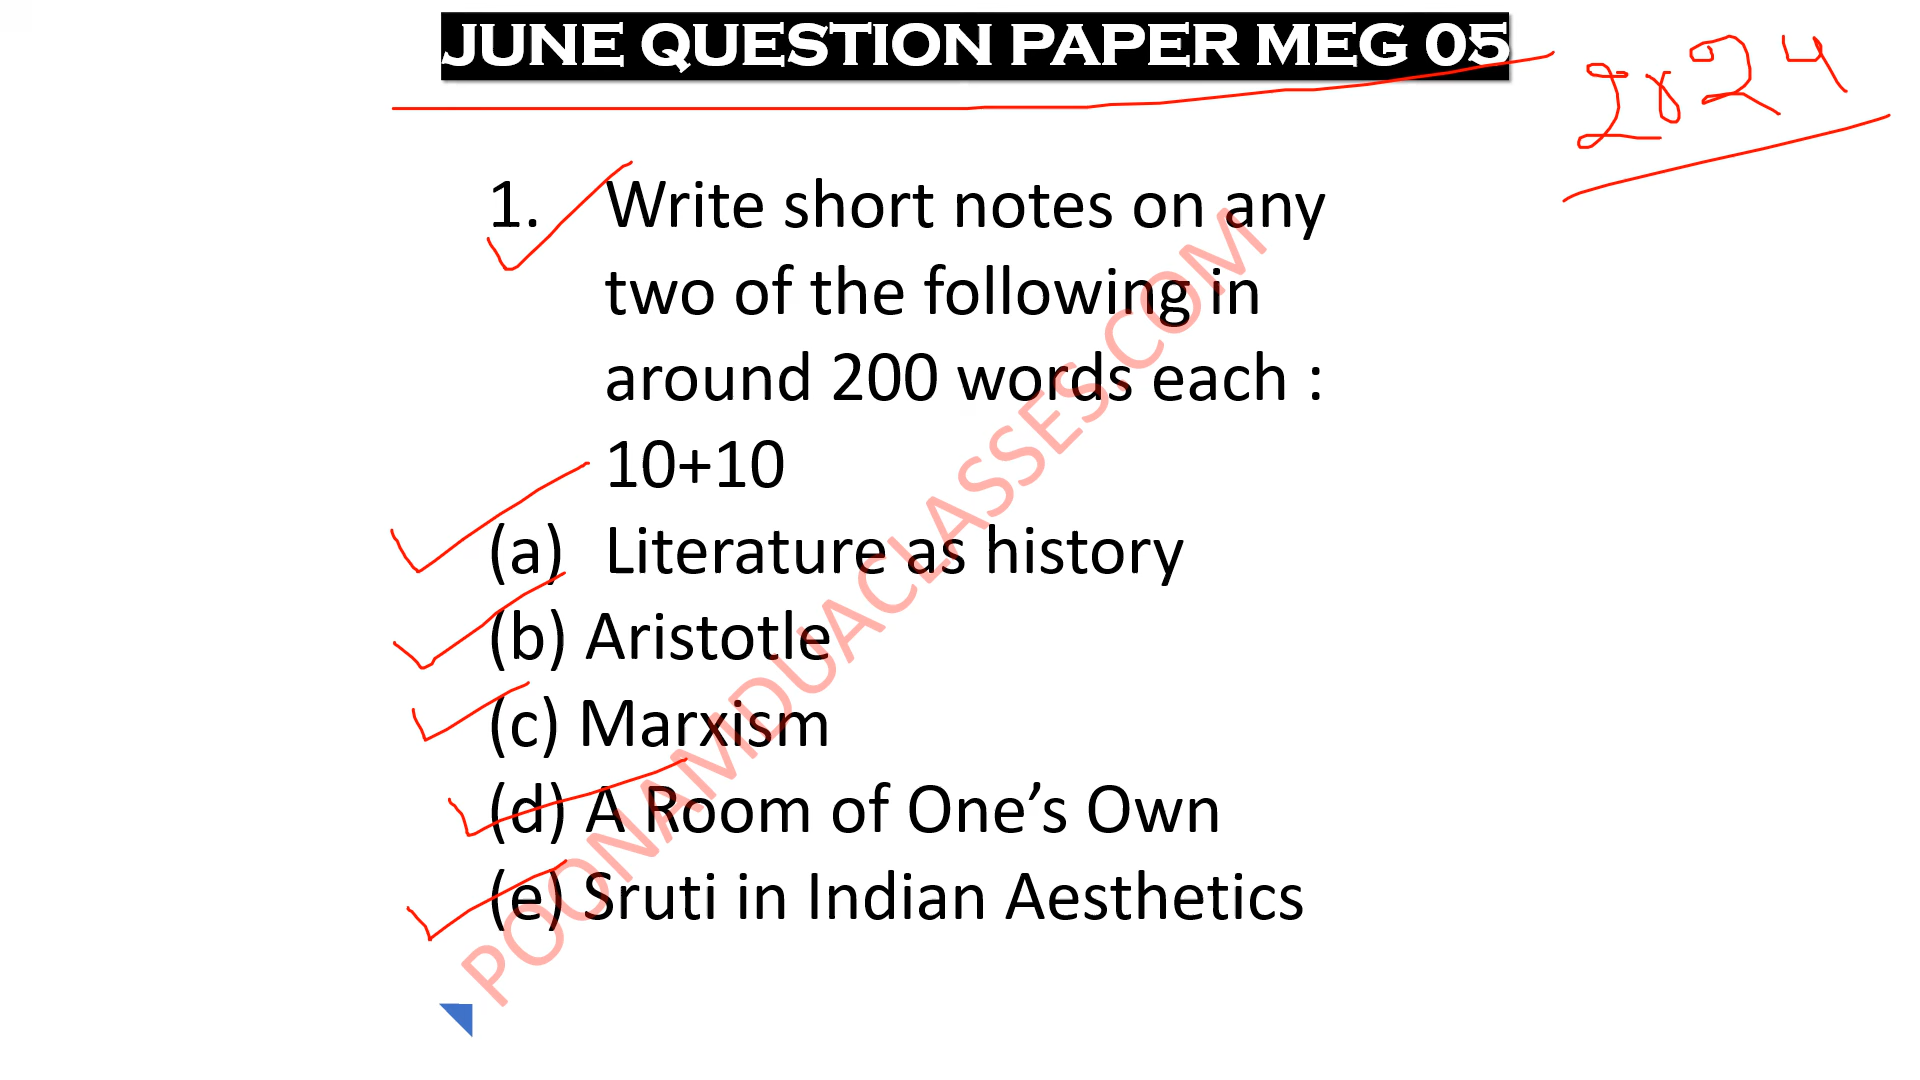 JUNE QUESTION PAPER MEG 05
2024
1. Write short notes on any
two of the following in
around 200 words each :
10+10
(a) Literature as history
(b) Aristotle
(c) Marxism
(d) A Room of One’s Own
(e) Sruti in Indian Aesthetics
POONAMDUACLASSES.COM